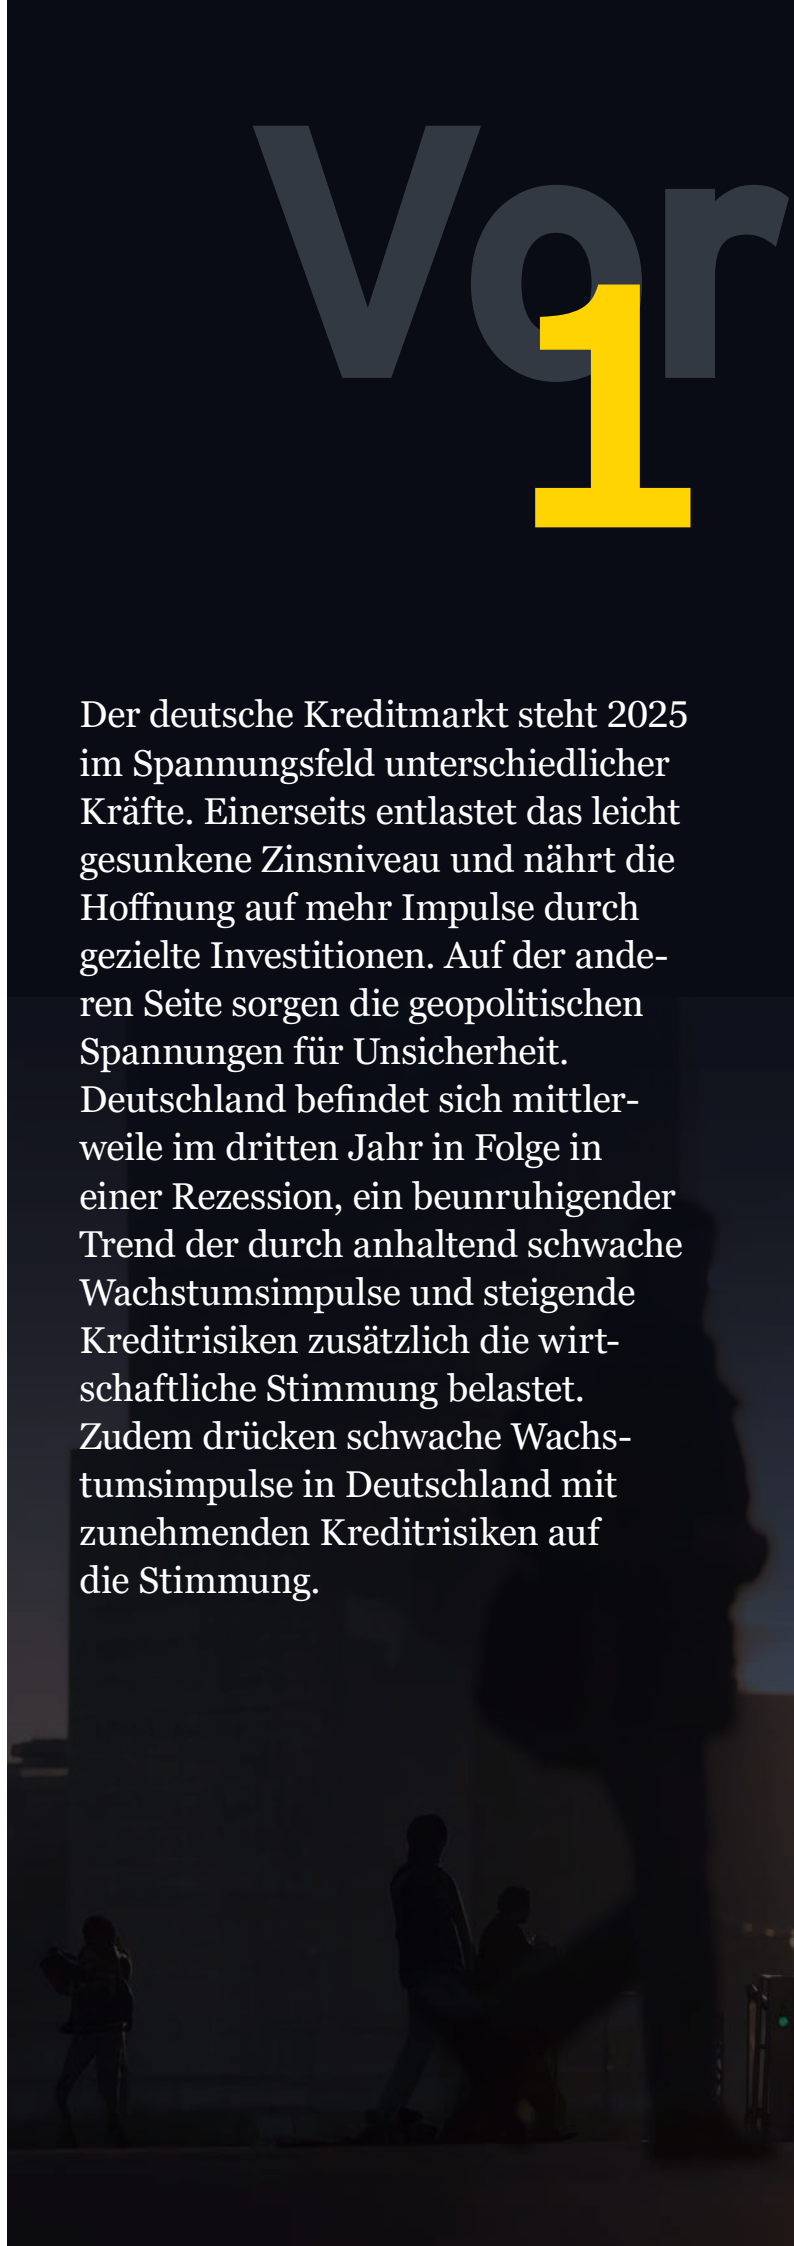 Vor
1
Der deutsche Kreditmarkt steht 2025
im Spannungsfeld unterschiedlicher
Kräfte. Einerseits entlastet das leicht
gesunkene Zinsniveau und nährt die
Hoffnung auf mehr Impulse durch
gezielte Investitionen. Auf der ande-
ren Seite sorgen die geopolitischen
Spannungen für Unsicherheit.
Deutschland befindet sich mittler-
weile im dritten Jahr in Folge in
einer Rezession, ein beunruhigender
Trend der durch anhaltend schwache
Wachstumsimpulse und steigende
Kreditrisiken zusätzlich die wirt-
schaftliche Stimmung belastet.
Zudem drücken schwache Wachs-
tumsimpulse in Deutschland mit
zunehmenden Kreditrisiken auf
die Stimmung.